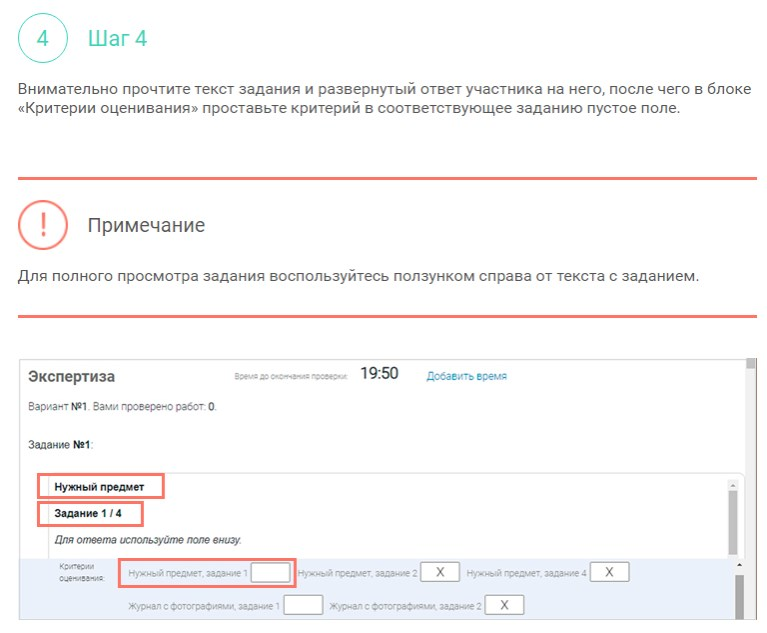 4 Шаг 4
Внимательно прочтите текст задания и развернутый ответ участника на него, после чего в блоке
«Критерии оценивания» проставьте критерий в соответствующее заданию пустое поле.
! Примечание
Для полного просмотра задания воспользуйтесь ползунком справа от текста с заданием.
Экспертиза Время до окончания проверки: 19:50 Добавить время
Вариант №1. Вами проверено работ: 0.
Задание №1:
Нужный предмет
Задание 1 / 4
Для ответа используйте поле внизу.
Критерии
оценивания:
Нужный предмет, задание 1 Нужный предмет, задание 2 X Нужный предмет, задание 4 X
Журнал с фотографиями, задание 1 Журнал с фотографиями, задание 2 X